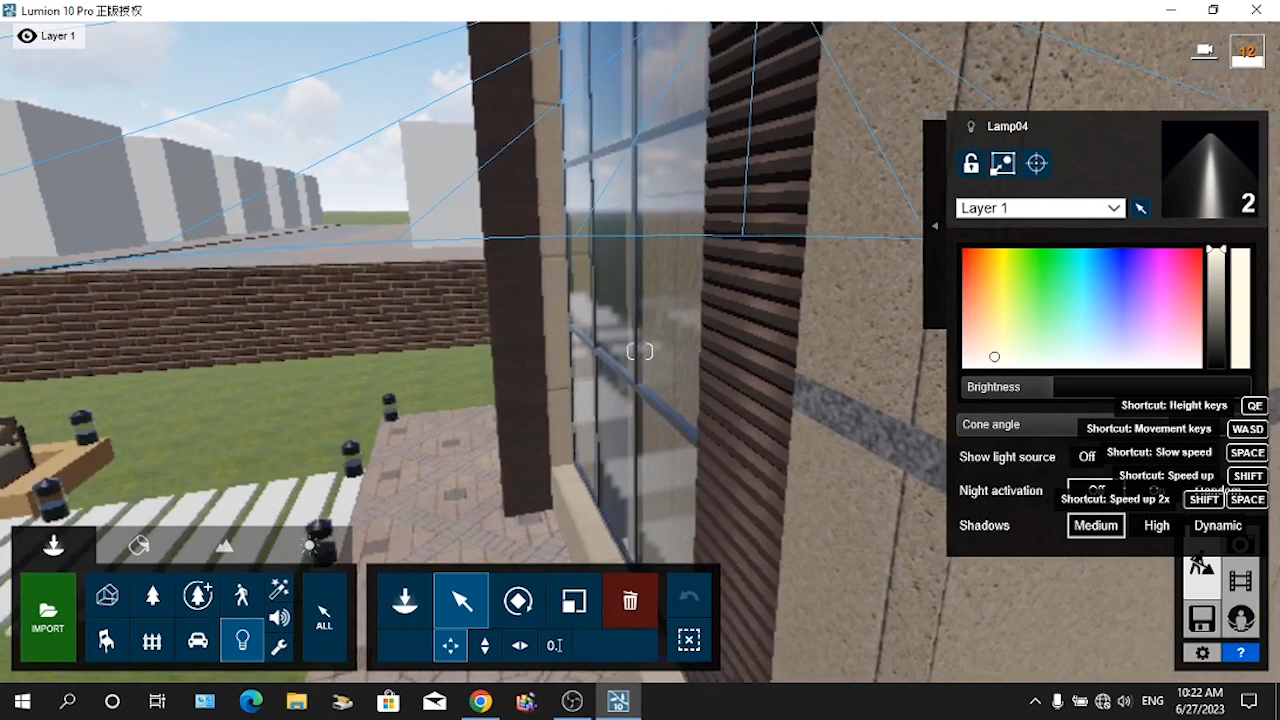 Lumion 10 Pro 正版授权
Layer 1
12
Lamp04
2
Layer 1
Brightness
Shortcut: Height keys QE
Cone angle
Shortcut: Movement keys WASD
Show light source Off
Shortcut: Slow speed SPACE
Shortcut: Speed up SHIFT
Night activation Off
Shortcut: Speed up 2x SHIFT SPACE
Shadows Medium High Dynamic
IMPORT
ALL
0.
?
10
ENG
10:22 AM
6/27/2023